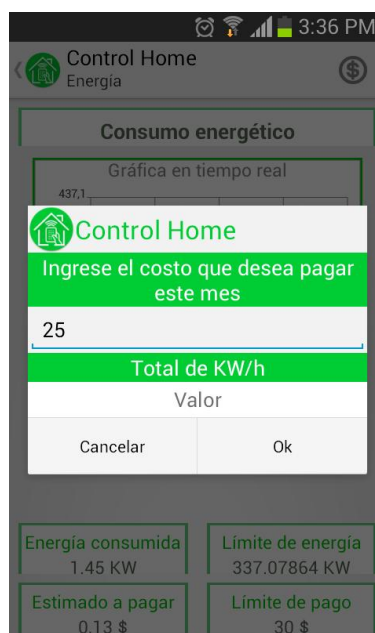 3:36 PM
Control Home
Energía
Consumo energético
Gráfica en tiempo real
437,1
Control Home
Ingrese el costo que desea pagar
este mes
25
Total de KW/h
Valor
Cancelar
Ok
Energía consumida
1.45 KW
Límite de energía
337.07864 KW
Estimado a pagar
0.13 $
Límite de pago
30 $